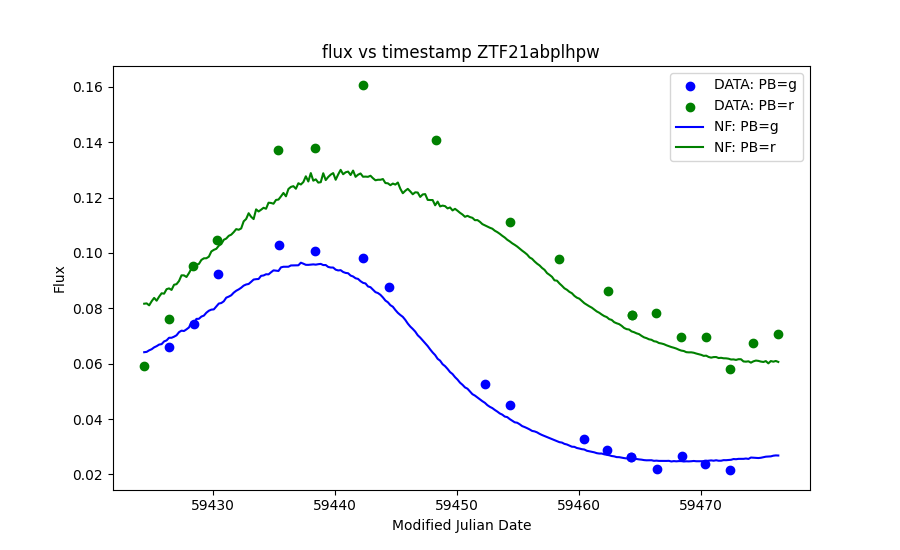 flux vs timestamp ZTF21abplhpw
DATA: PB=g
DATA: PB=r
NF: PB=g
NF: PB=r
0.16
0.14
0.12
0.10
0.08
0.06
0.04
0.02
Flux
59430
59440
59450
59460
59470
Modified Julian Date